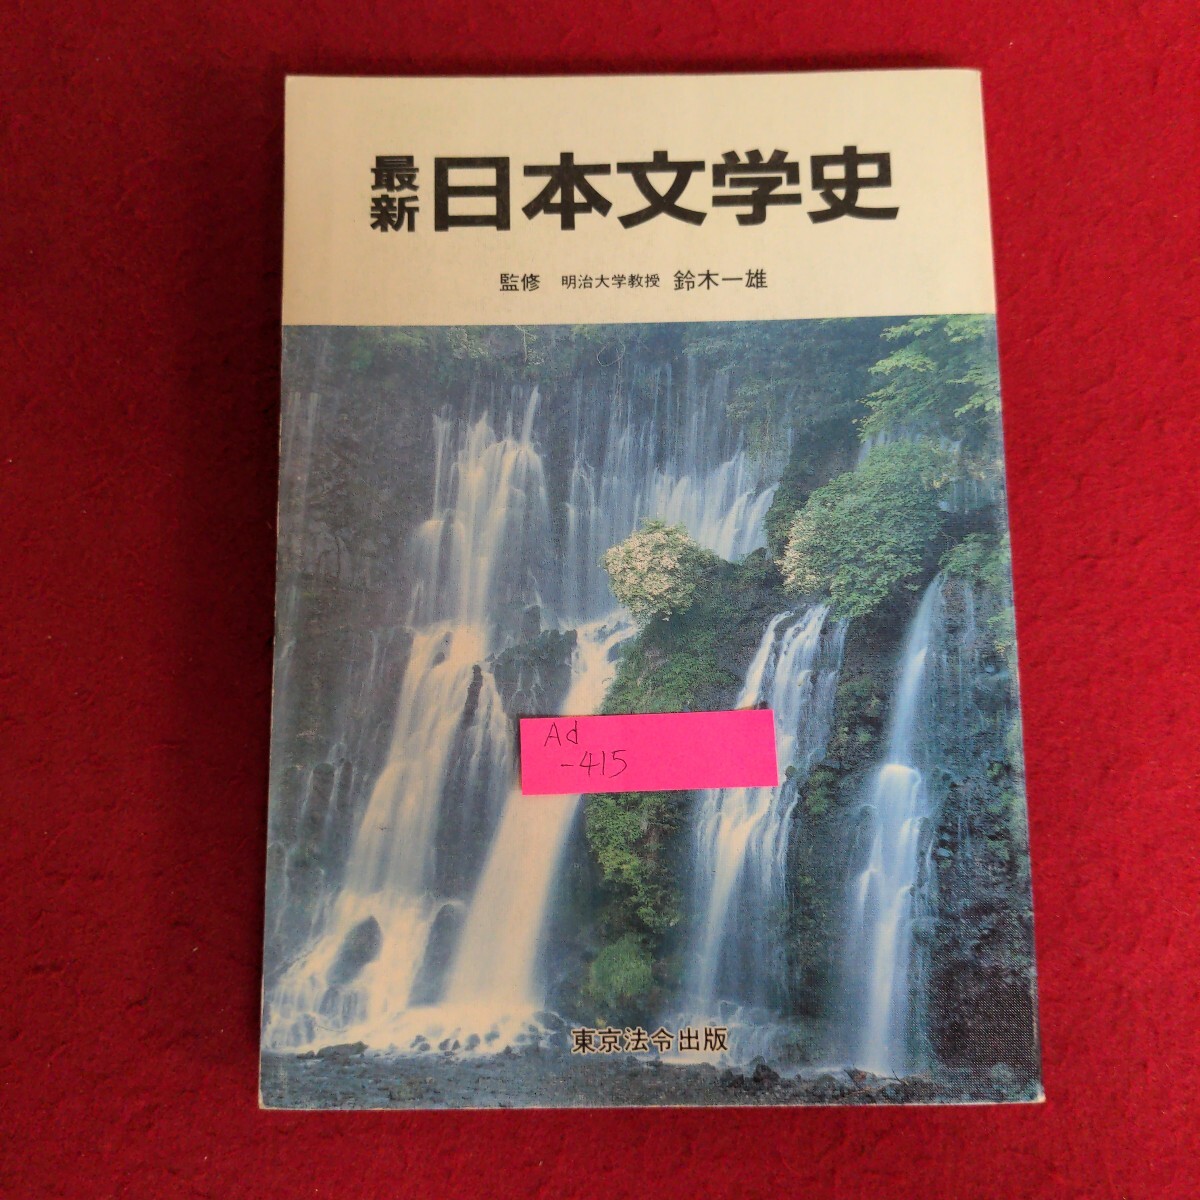 最新 日本文学史
監修 明治大学教授 鈴木一雄
Ad
-415
東京法令出版